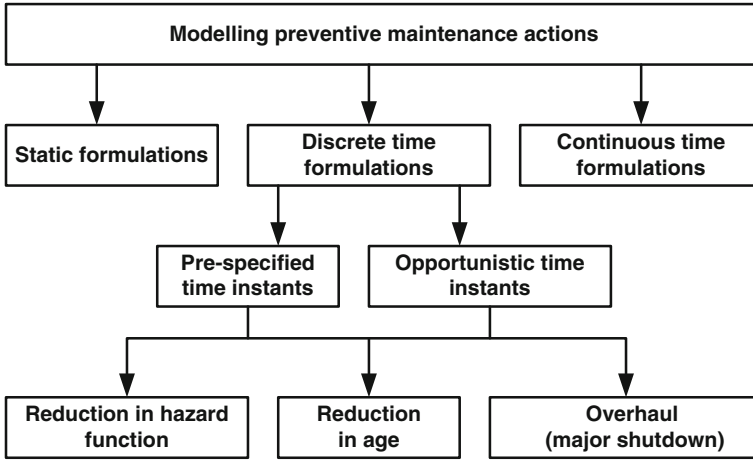 Modelling preventive maintenance actions
Static formulations
Discrete time
formulations
Continuous time
formulations
Pre-specified
time instants
Opportunistic time
instants
Reduction in hazard
function
Reduction
in age
Overhaul
(major shutdown)